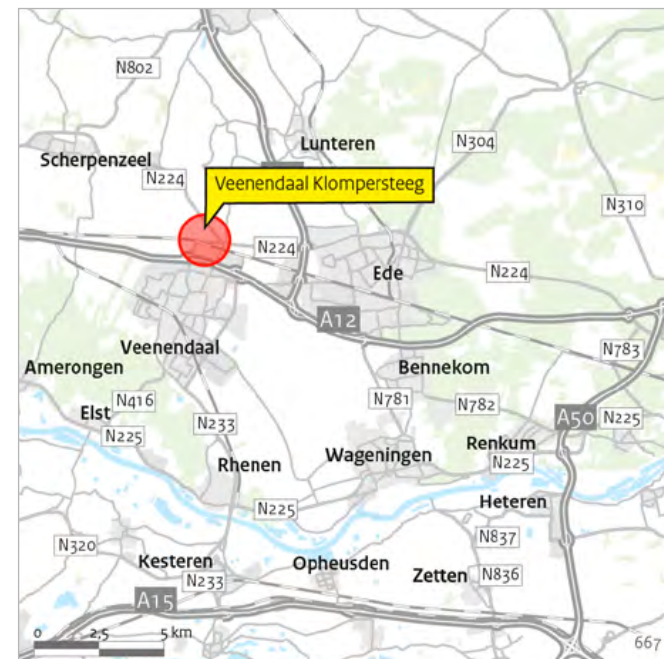 N802
Lunteren
N304
Scherpenzeel
N224
Veenendaal Klompersteeg
N310
N224
Ede
N224
A12
Veenendaal
N783
Amerongen
Bennekom
N416
N781
N782
Elst
A50
N225
N233
N225
Renkum
Wageningen
Rhenen
N225
Heteren
N225
N837
N320
Kesteren
Opheusden
N233
Zetten
N836
A15
0 2,5 5 km
667